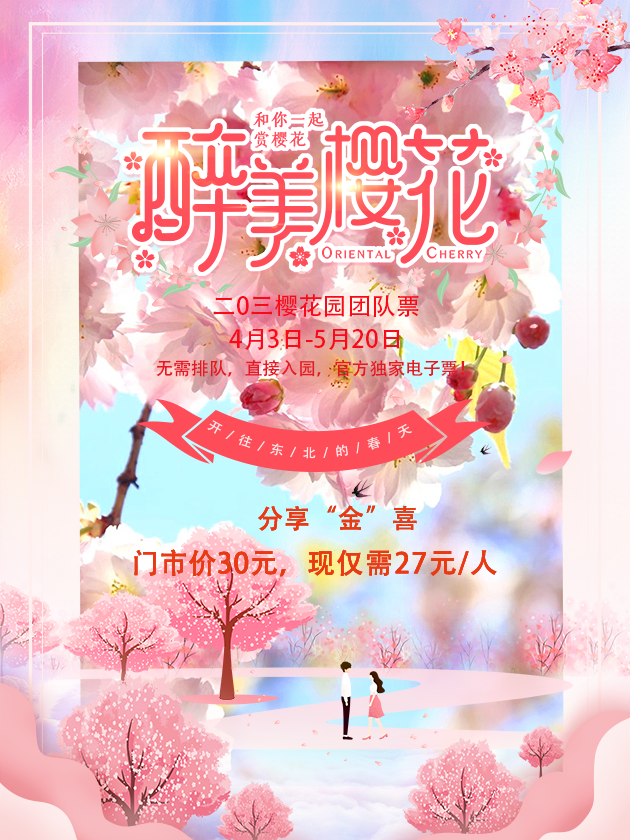 和你一起
赏樱花
醉美樱花
ORIENTAL CHERRY
二0三樱花园团队票
4月3日-5月20日
无需排队，直接入园，官方独家电子票！
开/往/东/北/的/春/天
分享“金”喜
门市价30元，现仅需27元/人